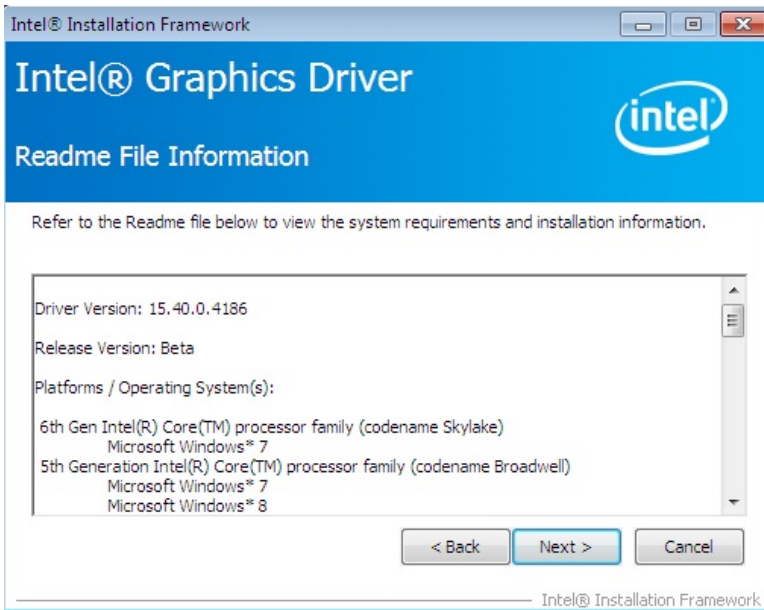 Intel® Installation Framework
Intel® Graphics Driver
intel®
Readme File Information
Refer to the Readme file below to view the system requirements and installation information.
Driver Version: 15.40.0.4186
Release Version: Beta
Platforms / Operating System(s):
6th Gen Intel(R) Core(TM) processor family (codename Skylake)
Microsoft Windows* 7
5th Generation Intel(R) Core(TM) processor family (codename Broadwell)
Microsoft Windows* 7
Microsoft Windows* 8
< Back
Next >
Cancel
Intel® Installation Framework